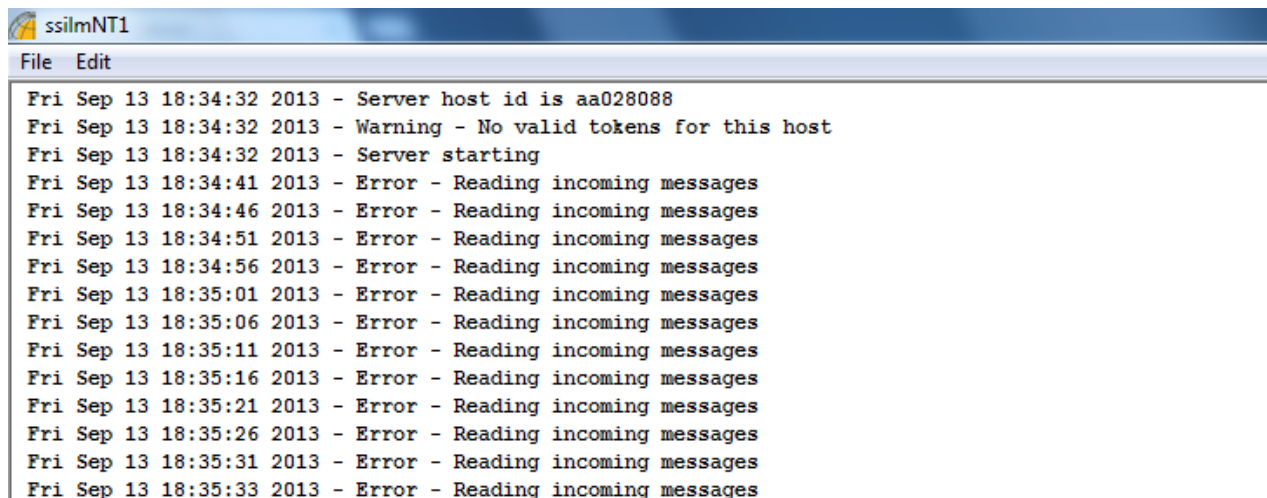 ssilmNT1
File Edit
Fri Sep 13 18:34:32 2013 - Server host id is aa028088
Fri Sep 13 18:34:32 2013 - Warning - No valid tokens for this host
Fri Sep 13 18:34:32 2013 - Server starting
Fri Sep 13 18:34:41 2013 - Error - Reading incoming messages
Fri Sep 13 18:34:46 2013 - Error - Reading incoming messages
Fri Sep 13 18:34:51 2013 - Error - Reading incoming messages
Fri Sep 13 18:34:56 2013 - Error - Reading incoming messages
Fri Sep 13 18:35:01 2013 - Error - Reading incoming messages
Fri Sep 13 18:35:06 2013 - Error - Reading incoming messages
Fri Sep 13 18:35:11 2013 - Error - Reading incoming messages
Fri Sep 13 18:35:16 2013 - Error - Reading incoming messages
Fri Sep 13 18:35:21 2013 - Error - Reading incoming messages
Fri Sep 13 18:35:26 2013 - Error - Reading incoming messages
Fri Sep 13 18:35:31 2013 - Error - Reading incoming messages
Fri Sep 13 18:35:33 2013 - Error - Reading incoming messages